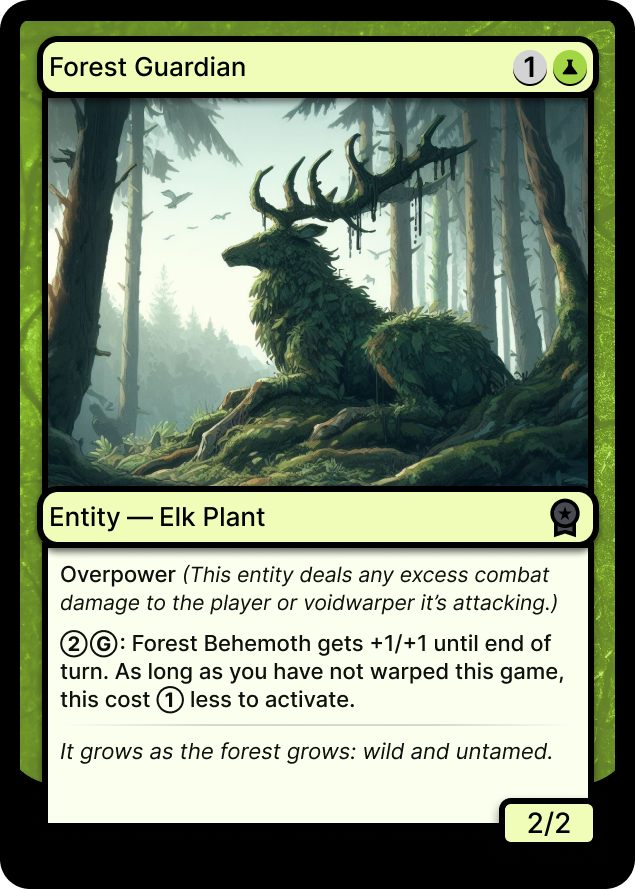 Forest Guardian 1
Entity — Elk Plant
Overpower (This entity deals any excess combat
damage to the player or voidwarper it’s attacking.)
2G: Forest Behemoth gets +1/+1 until end of
turn. As long as you have not warped this game,
this cost 1 less to activate.
It grows as the forest grows: wild and untamed.
2/2